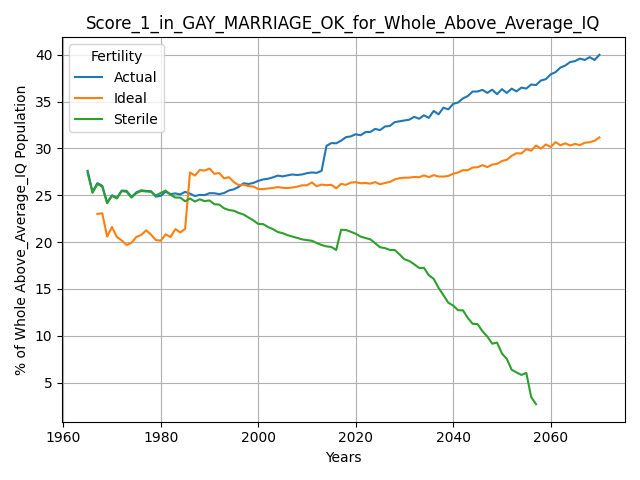 Score_1_in_GAY_MARRIAGE_OK_for_Whole_Above_Average_IQ
% of Whole Above_Average_IQ Population
40
35
30
25
20
15
10
5
Fertility
Actual
Ideal
Sterile
1960 1980 2000 2020 2040 2060
Years